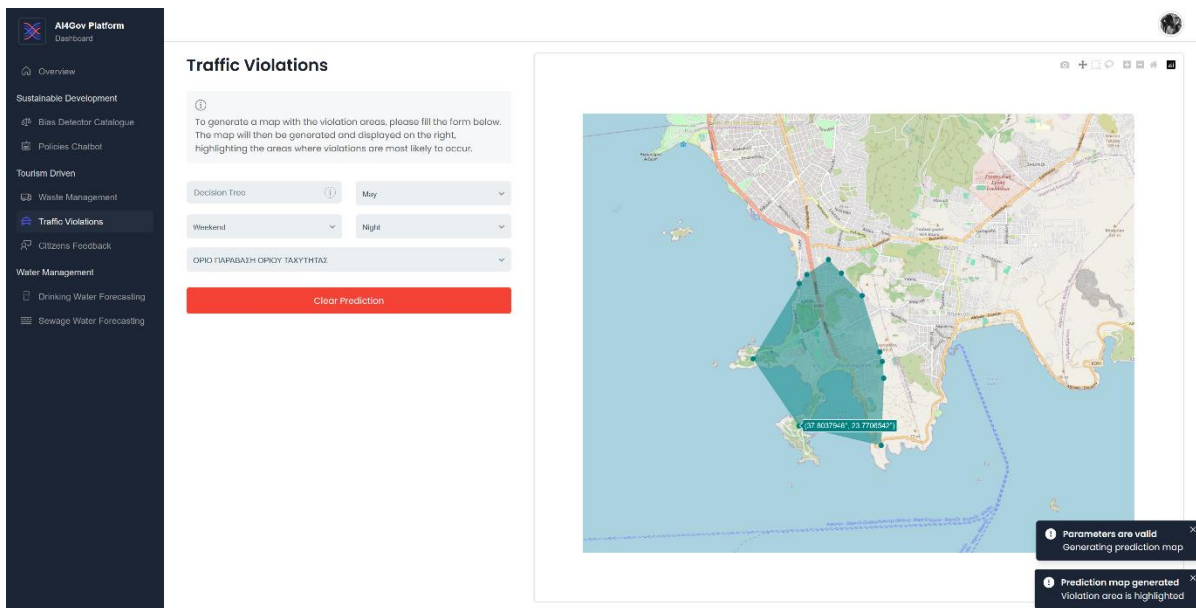 AI4Gov Platform
Dashboard
Overview
Sustainable Development
Bias Detector Catalogue
Policies Chatbot
Tourism Driven
Waste Management
Traffic Violations
Citizens Feedback
Water Management
Drinking Water Forecasting
Sewage Water Forecasting
Traffic Violations
To generate a map with the violation areas, please fill the form below.
The map will then be generated and displayed on the right,
highlighting the areas where violations are most likely to occur.
Decision Tree
May
Weekend
Night
ΟΡΙΟ ΠΑΡΑΒΑΣΗ ΟΡΙΟΥ ΤΑΧΥΤΗΤΑΣ
Clear Prediction
(37.8037946°, 23.7706542°)
Parameters are valid
Generating prediction map
Prediction map generated
Violation area is highlighted